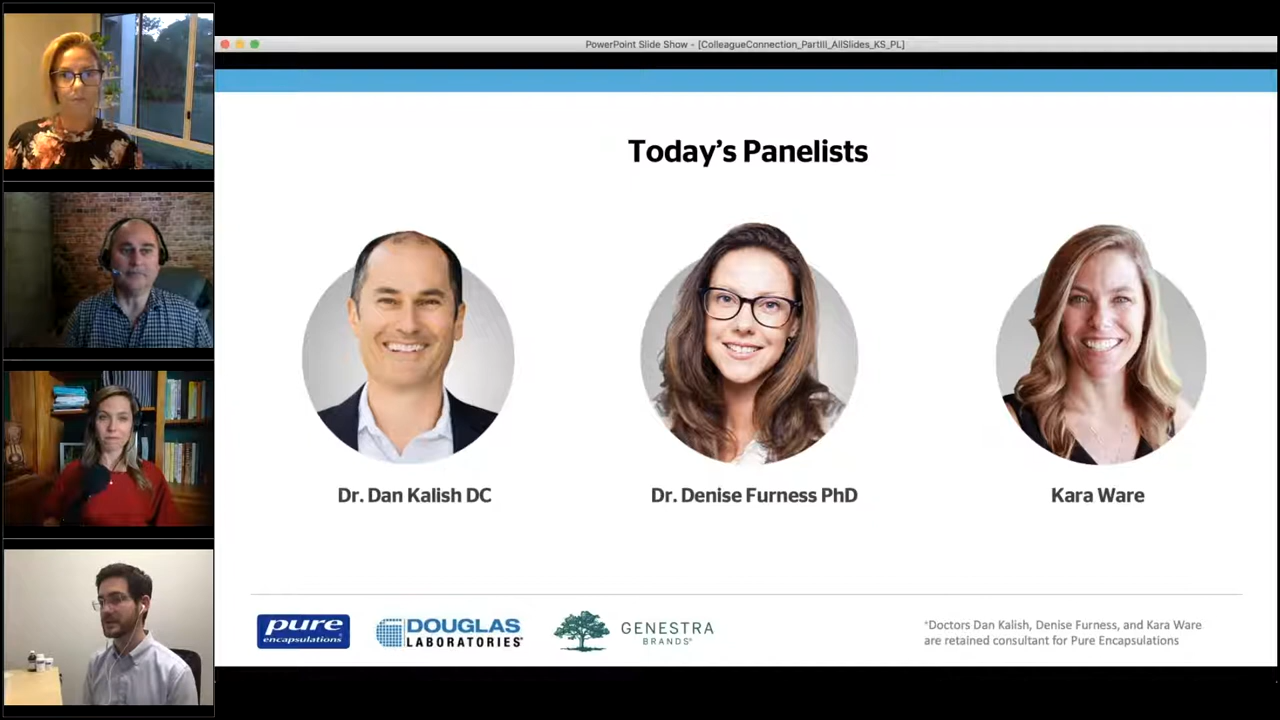 PowerPoint Slide Show - [ColleagueConnection_PartIII_AllSlides_KS_PL]
Today's Panelists
Dr. Dan Kalish DC
Dr. Denise Furness PhD
Kara Ware
pure
encapsulations
DOUGLAS
LABORATORIES
GENESTRA
BRANDS
*Doctors Dan Kalish, Denise Furness, and Kara Ware
are retained consultant for Pure Encapsulations